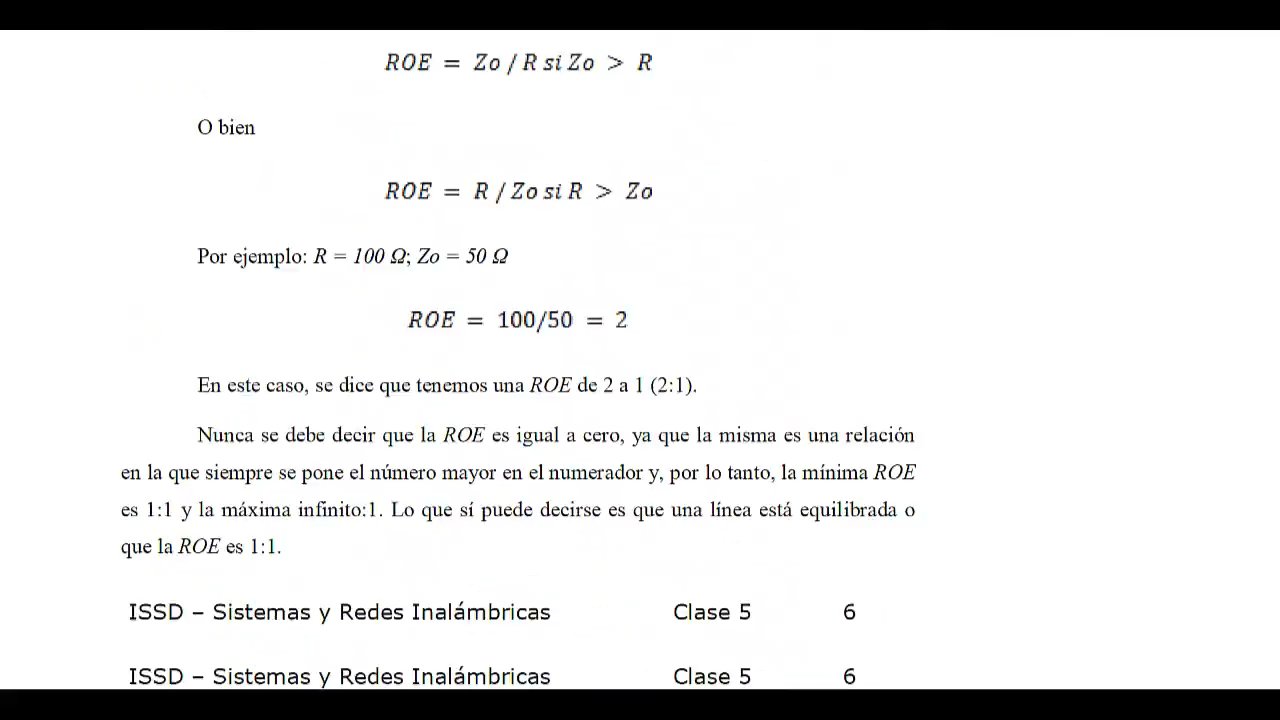 ROE = Zo / R si Zo > R
O bien
ROE = R / Zo si R > Zo
Por ejemplo: R = 100 Ω; Zo = 50 Ω
ROE = 100/50 = 2
En este caso, se dice que tenemos una ROE de 2 a 1 (2:1).
Nunca se debe decir que la ROE es igual a cero, ya que la misma es una relación
en la que siempre se pone el número mayor en el numerador y, por lo tanto, la mínima ROE
es 1:1 y la máxima infinito:1. Lo que sí puede decirse es que una línea está equilibrada o
que la ROE es 1:1.
ISSD – Sistemas y Redes Inalámbricas Clase 5 6
ISSD – Sistemas y Redes Inalámbricas Clase 5 6